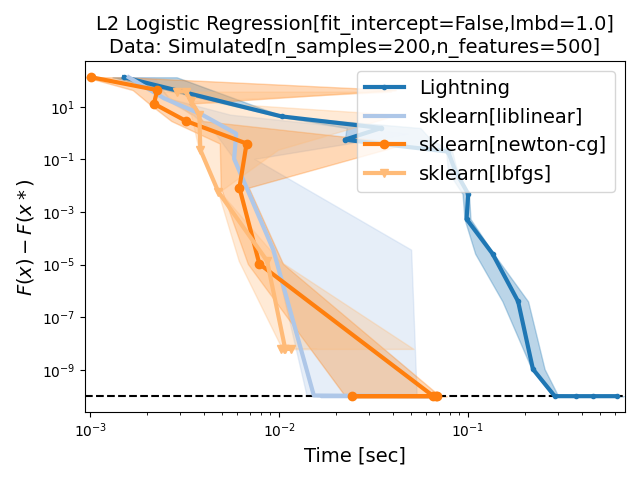 L2 Logistic Regression[fit_intercept=False,lmbd=1.0]
Data: Simulated[n_samples=200,n_features=500]
Lightning
sklearn[liblinear]
sklearn[newton-cg]
sklearn[lbfgs]
F(x) − F(x*)
10¹
10⁻¹
10⁻³
10⁻⁵
10⁻⁷
10⁻⁹
10⁻³ 10⁻² 10⁻¹
Time [sec]